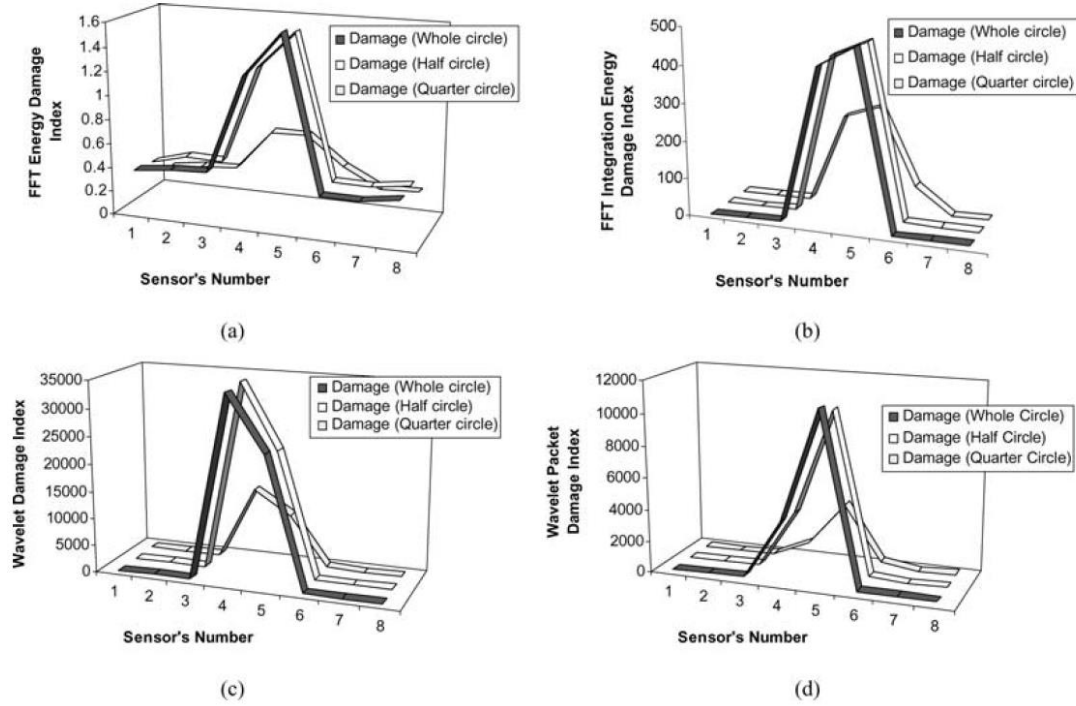 1.6
1.4
1.2
1
0.8
0.6
0.4
0.2
0
FFT Energy Damage
Index
Damage (Whole circle)
Damage (Half circle)
Damage (Quarter circle)
1 2 3 4 5 6 7 8
Sensor's Number
(a)
500
400
300
200
100
0
FFT Integration Energy
Damage Index
Damage (Whole circle)
Damage (Half circle)
Damage (Quarter circle)
1 2 3 4 5 6 7 8
Sensor's Number
(b)
35000
30000
25000
20000
15000
10000
5000
0
Wavelet Damage Index
Damage (Whole circle)
Damage (Half circle)
Damage (Quarter circle)
1 2 3 4 5 6 7 8
Sensor's Number
(c)
12000
10000
8000
6000
4000
2000
0
Wavelet Packet
Damage Index
Damage (Whole Circle)
Damage (Half Circle)
Damage (Quarter Circle)
1 2 3 4 5 6 7 8
Sensor's Number
(d)